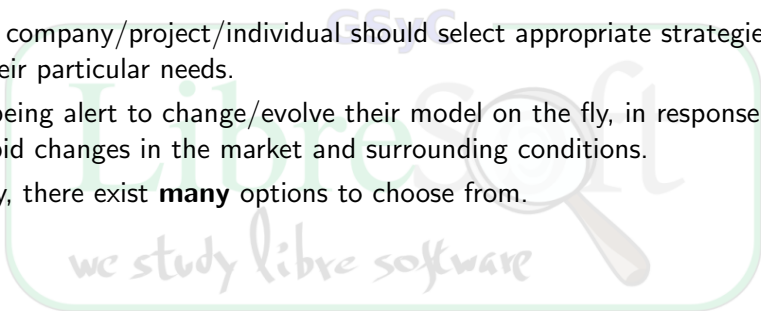 GSyC
company/project/individual should select appropriate strategie
eir particular needs.
being alert to change/evolve their model on the fly, in response
oid changes in the market and surrounding conditions.
y, there exist many options to choose from.
LibreSoft
we study libre software